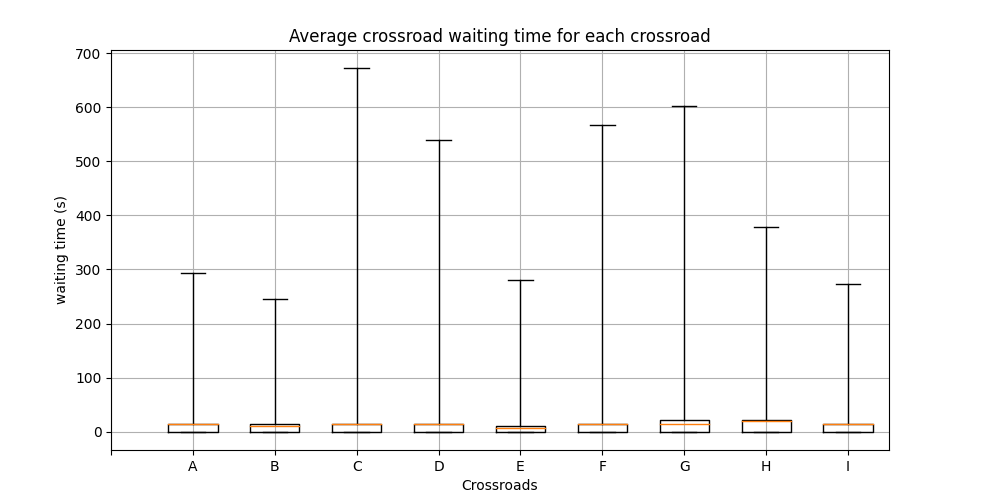 Average crossroad waiting time for each crossroad
700
600
500
400
300
200
100
0
waiting time (s)
A B C D E F G H I
Crossroads